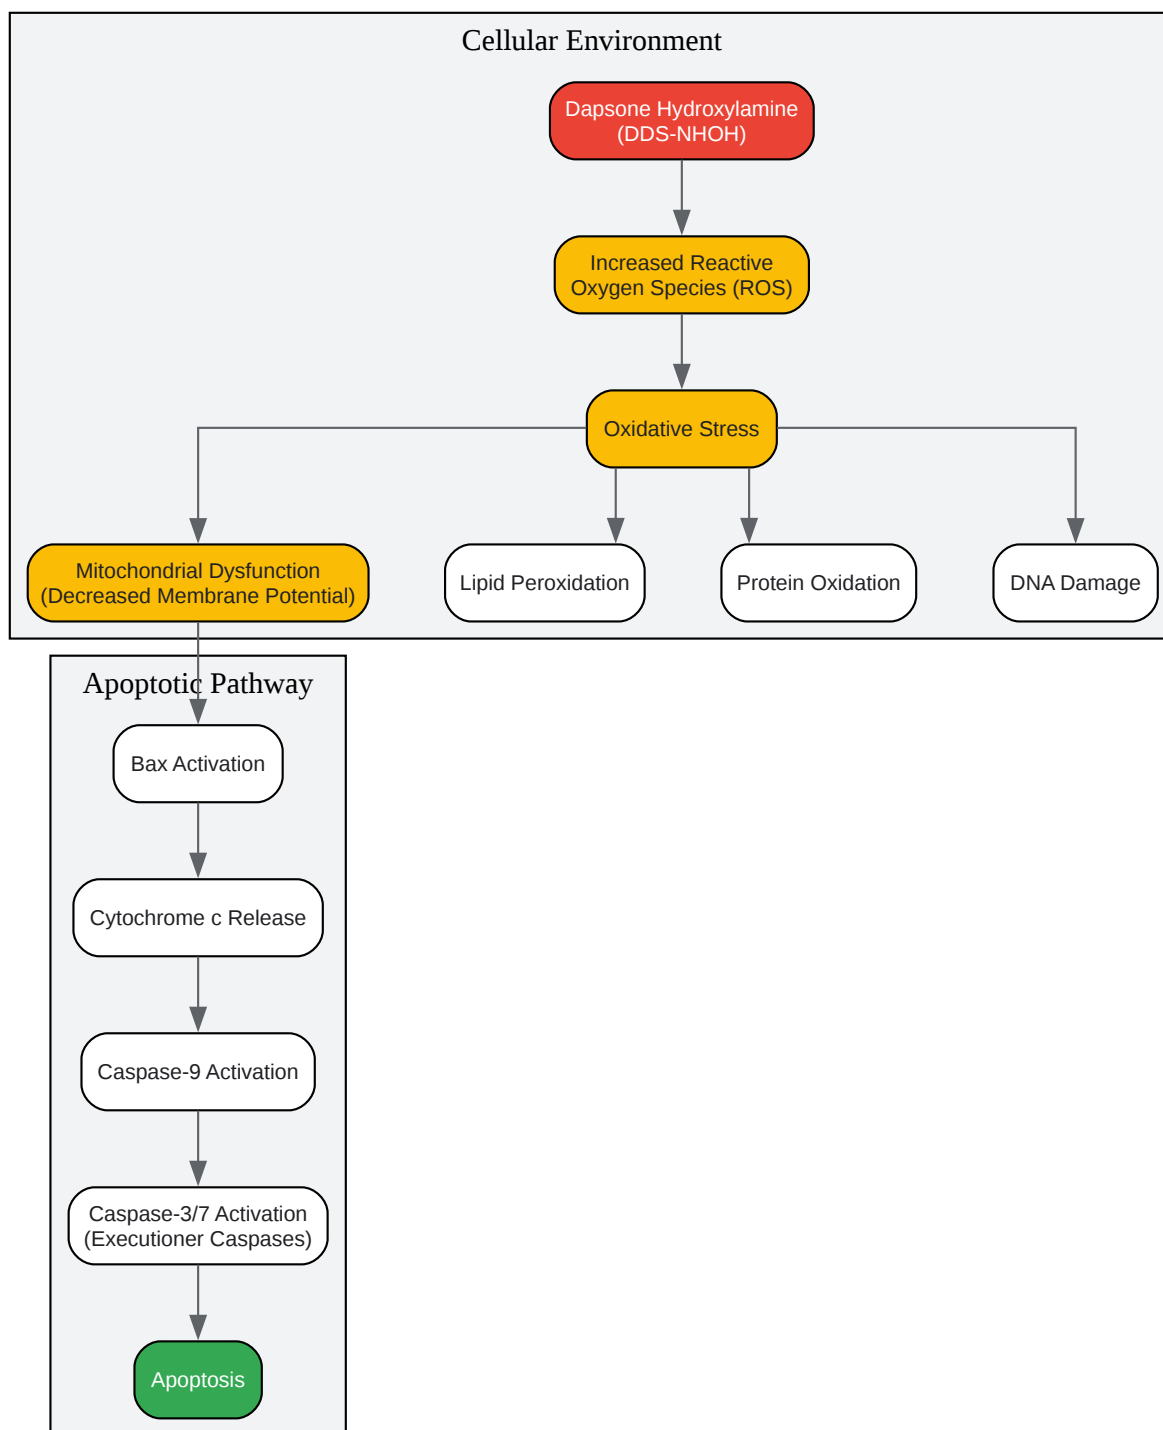 Cellular Environment
Dapsone Hydroxylamine
(DDS-NHOH)
Increased Reactive
Oxygen Species (ROS)
Oxidative Stress
Mitochondrial Dysfunction
(Decreased Membrane Potential)
Lipid Peroxidation
Protein Oxidation
DNA Damage
Apoptotic Pathway
Bax Activation
Cytochrome c Release
Caspase-9 Activation
Caspase-3/7 Activation
(Executioner Caspases)
Apoptosis